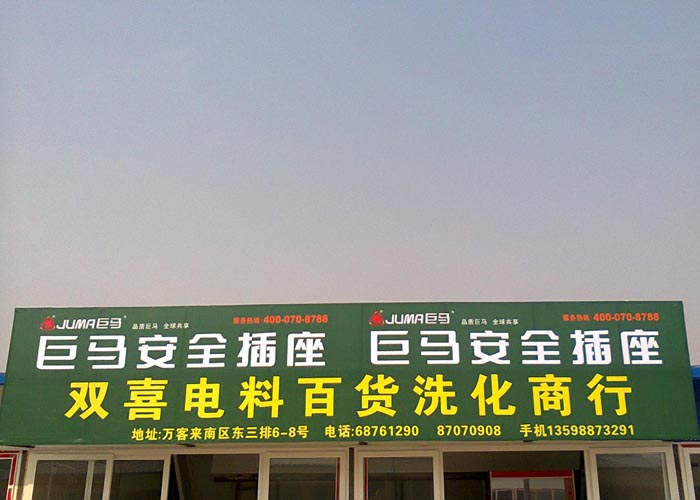 JUMA巨马 品质巨马 全球共享 服务热线 400-070-8788 JUMA巨马 品质巨马 全球共享 服务热线 400-070-8788
巨马安全插座 巨马安全插座
双喜电料百货洗化商行
地址:万客来南区东三排6-8号 电话:68761290 87070908 手机13598873291